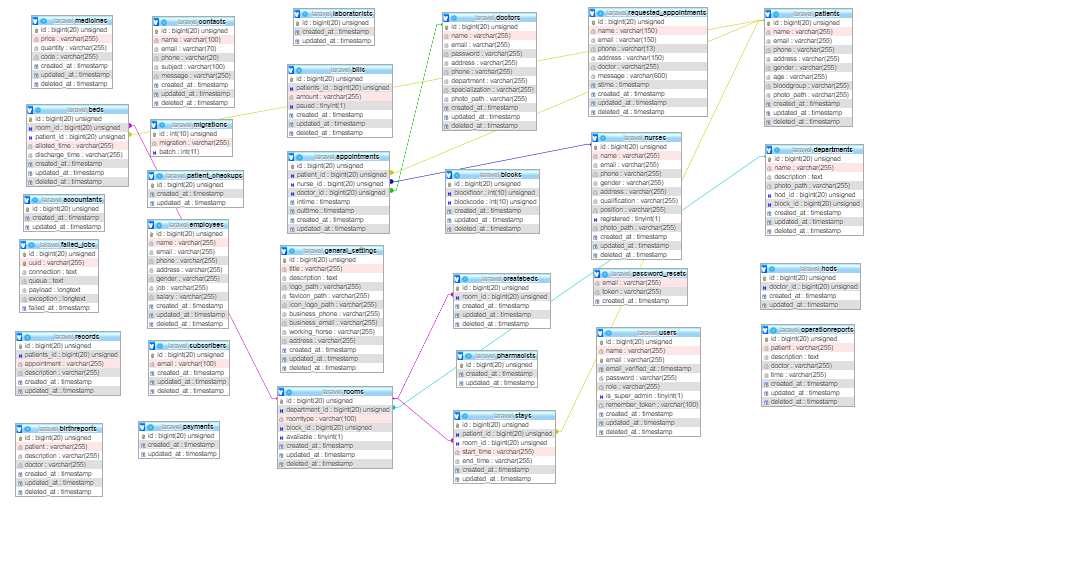 laravel medicines
id : bigint(20) unsigned
price : varchar(255)
quantity : varchar(255)
code : varchar(255)
created_at : timestamp
updated_at : timestamp
deleted_at : timestamp
laravel contacts
id : bigint(20) unsigned
name : varchar(100)
email : varchar(70)
phone : varchar(20)
subject : varchar(100)
message : varchar(250)
created_at : timestamp
updated_at : timestamp
deleted_at : timestamp
laravel laboratorists
id : bigint(20) unsigned
created_at : timestamp
updated_at : timestamp
laravel doctors
id : bigint(20) unsigned
name : varchar(255)
email : varchar(255)
password : varchar(255)
address : varchar(255)
phone : varchar(255)
department : varchar(255)
specialization : varchar(255)
photo_path : varchar(255)
created_at : timestamp
updated_at : timestamp
deleted_at : timestamp
laravel requested_appointments
id : bigint(20) unsigned
name : varchar(150)
email : varchar(150)
phone : varchar(13)
address : varchar(150)
doctor : varchar(255)
message : varchar(600)
stime : timestamp
created_at : timestamp
updated_at : timestamp
deleted_at : timestamp
laravel patients
id : bigint(20) unsigned
name : varchar(255)
email : varchar(255)
phone : varchar(255)
address : varchar(255)
gender : varchar(255)
age : varchar(255)
bloodgroup : varchar(255)
photo_path : varchar(255)
created_at : timestamp
updated_at : timestamp
deleted_at : timestamp
laravel bills
id : bigint(20) unsigned
patients_id : bigint(20) unsigned
amount : varchar(255)
paued : tinyint(1)
created_at : timestamp
updated_at : timestamp
deleted_at : timestamp
laravel beds
id : bigint(20) unsigned
room_id : bigint(20) unsigned
patient_id : bigint(20) unsigned
alloted_time : varchar(255)
discharge_time : varchar(255)
created_at : timestamp
updated_at : timestamp
deleted_at : timestamp
laravel migrations
id : int(10) unsigned
migration : varchar(255)
batch : int(11)
laravel appointments
id : bigint(20) unsigned
patient_id : bigint(20) unsigned
nurse_id : bigint(20) unsigned
doctor_id : bigint(20) unsigned
intime : timestamp
outtime : timestamp
created_at : timestamp
updated_at : timestamp
laravel nurses
id : bigint(20) unsigned
name : varchar(255)
email : varchar(255)
phone : varchar(255)
gender : varchar(255)
address : varchar(255)
qualification : varchar(255)
position : varchar(255)
registered : tinyint(1)
photo_path : varchar(255)
created_at : timestamp
updated_at : timestamp
deleted_at : timestamp
laravel departments
id : bigint(20) unsigned
name : varchar(255)
description : text
photo_path : varchar(255)
hod_id : bigint(20) unsigned
block_id : bigint(20) unsigned
created_at : timestamp
updated_at : timestamp
deleted_at : timestamp
laravel patient_checkups
id : bigint(20) unsigned
created_at : timestamp
updated_at : timestamp
laravel blocks
id : bigint(20) unsigned
blockfloor : int(10) unsigned
blockcode : int(10) unsigned
created_at : timestamp
updated_at : timestamp
deleted_at : timestamp
laravel accountants
id : bigint(20) unsigned
created_at : timestamp
updated_at : timestamp
laravel employees
id : bigint(20) unsigned
name : varchar(255)
email : varchar(255)
phone : varchar(255)
address : varchar(255)
gender : varchar(255)
job : varchar(255)
salary : varchar(255)
created_at : timestamp
updated_at : timestamp
deleted_at : timestamp
laravel failed_jobs
id : bigint(20) unsigned
uuid : varchar(255)
connection : text
queue : text
payload : longtext
exception : longtext
failed_at : timestamp
laravel general_settings
id : bigint(20) unsigned
title : varchar(255)
description : text
logo_path : varchar(255)
favicon_path : varchar(255)
icon_logo_path : varchar(255)
business_phone : varchar(255)
business_email : varchar(255)
working_horse : varchar(255)
address : varchar(255)
created_at : timestamp
updated_at : timestamp
deleted_at : timestamp
laravel createbeds
id : bigint(20) unsigned
room_id : bigint(20) unsigned
created_at : timestamp
updated_at : timestamp
deleted_at : timestamp
laravel password_resets
email : varchar(255)
token : varchar(255)
created_at : timestamp
laravel hods
id : bigint(20) unsigned
doctor_id : bigint(20) unsigned
created_at : timestamp
updated_at : timestamp
laravel records
id : bigint(20) unsigned
patients_id : bigint(20) unsigned
appointment : varchar(255)
description : varchar(255)
created_at : timestamp
updated_at : timestamp
laravel subscribers
id : bigint(20) unsigned
email : varchar(100)
created_at : timestamp
updated_at : timestamp
deleted_at : timestamp
laravel pharmacists
id : bigint(20) unsigned
created_at : timestamp
updated_at : timestamp
laravel users
id : bigint(20) unsigned
name : varchar(255)
email : varchar(255)
email_verified_at : timestamp
password : varchar(255)
role : varchar(255)
is_super_admin : tinyint(1)
remember_token : varchar(100)
created_at : timestamp
updated_at : timestamp
deleted_at : timestamp
laravel operationreports
id : bigint(20) unsigned
patient : varchar(255)
description : text
doctor : varchar(255)
time : varchar(255)
created_at : timestamp
updated_at : timestamp
deleted_at : timestamp
laravel rooms
id : bigint(20) unsigned
department_id : bigint(20) unsigned
roomtype : varchar(100)
block_id : bigint(20) unsigned
available : tinyint(1)
created_at : timestamp
updated_at : timestamp
deleted_at : timestamp
laravel stays
id : bigint(20) unsigned
patient_id : bigint(20) unsigned
room_id : bigint(20) unsigned
start_time : varchar(255)
end_time : varchar(255)
created_at : timestamp
updated_at : timestamp
laravel birthreports
id : bigint(20) unsigned
patient : varchar(255)
description : varchar(255)
doctor : varchar(255)
created_at : timestamp
updated_at : timestamp
deleted_at : timestamp
laravel payments
id : bigint(20) unsigned
created_at : timestamp
updated_at : timestamp